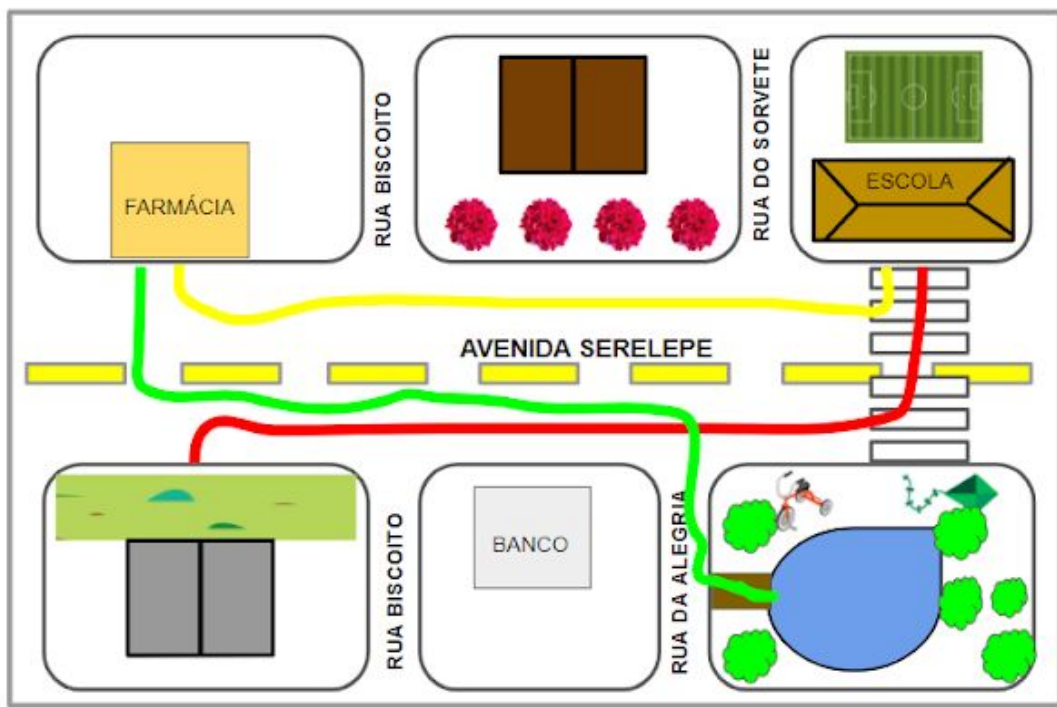 FARMÁCIA
RUA BISCOITO
RUA DO SORVETE
ESCOLA
AVENIDA SERELEPE
RUA BISCOITO
BANCO
RUA DA ALEGRIA